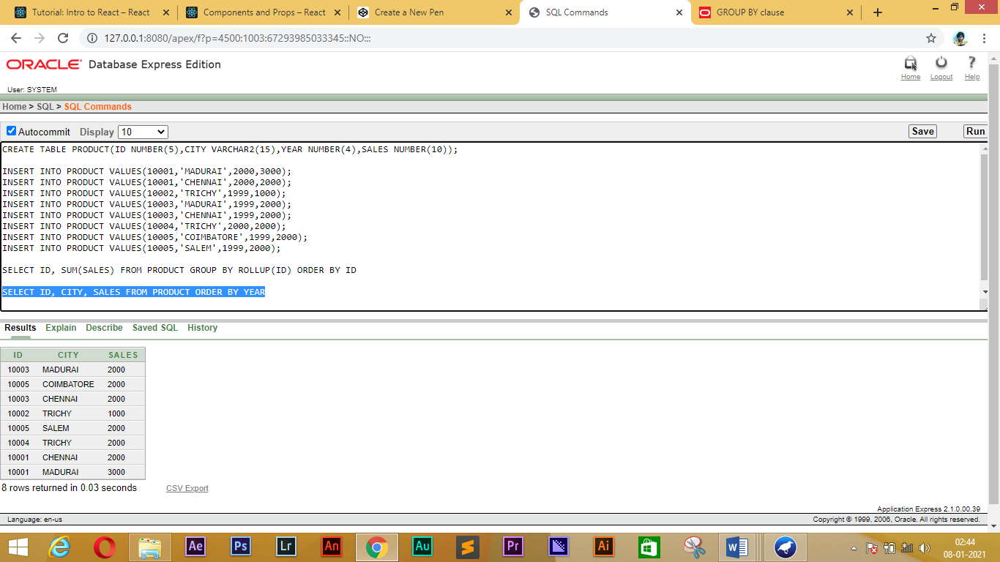 Tutorial: Intro to React – React
Components and Props – React
Create a New Pen
SQL Commands
GROUP BY clause
127.0.0.1:8080/apex/f?p=4500:1003:67293985033345::NO:::
ORACLE Database Express Edition
Home Logout Help
User: SYSTEM
Home > SQL > SQL Commands
Autocommit Display 10 Save Run
CREATE TABLE PRODUCT(ID NUMBER(5),CITY VARCHAR2(15),YEAR NUMBER(4),SALES NUMBER(10));
INSERT INTO PRODUCT VALUES(10001,'MADURAI',2000,3000);
INSERT INTO PRODUCT VALUES(10001,'CHENNAI',2000,2000);
INSERT INTO PRODUCT VALUES(10002,'TRICHY',1999,1000);
INSERT INTO PRODUCT VALUES(10003,'MADURAI',1999,2000);
INSERT INTO PRODUCT VALUES(10003,'CHENNAI',1999,2000);
INSERT INTO PRODUCT VALUES(10004,'TRICHY',2000,2000);
INSERT INTO PRODUCT VALUES(10005,'COIMBATORE',1999,2000);
INSERT INTO PRODUCT VALUES(10005,'SALEM',1999,2000);
SELECT ID, SUM(SALES) FROM PRODUCT GROUP BY ROLLUP(ID) ORDER BY ID
SELECT ID, CITY, SALES FROM PRODUCT ORDER BY YEAR
Results Explain Describe Saved SQL History
ID CITY SALES
10003 MADURAI 2000
10005 COIMBATORE 2000
10003 CHENNAI 2000
10002 TRICHY 1000
10005 SALEM 2000
10004 TRICHY 2000
10001 CHENNAI 2000
10001 MADURAI 3000
8 rows returned in 0.03 seconds CSV Export
Application Express 2.1.0.00.39
Language: en-us Copyright © 1999, 2006, Oracle. All rights reserved.
Ae Ps Lr An Au Pr Ai
02:44
08-01-2021